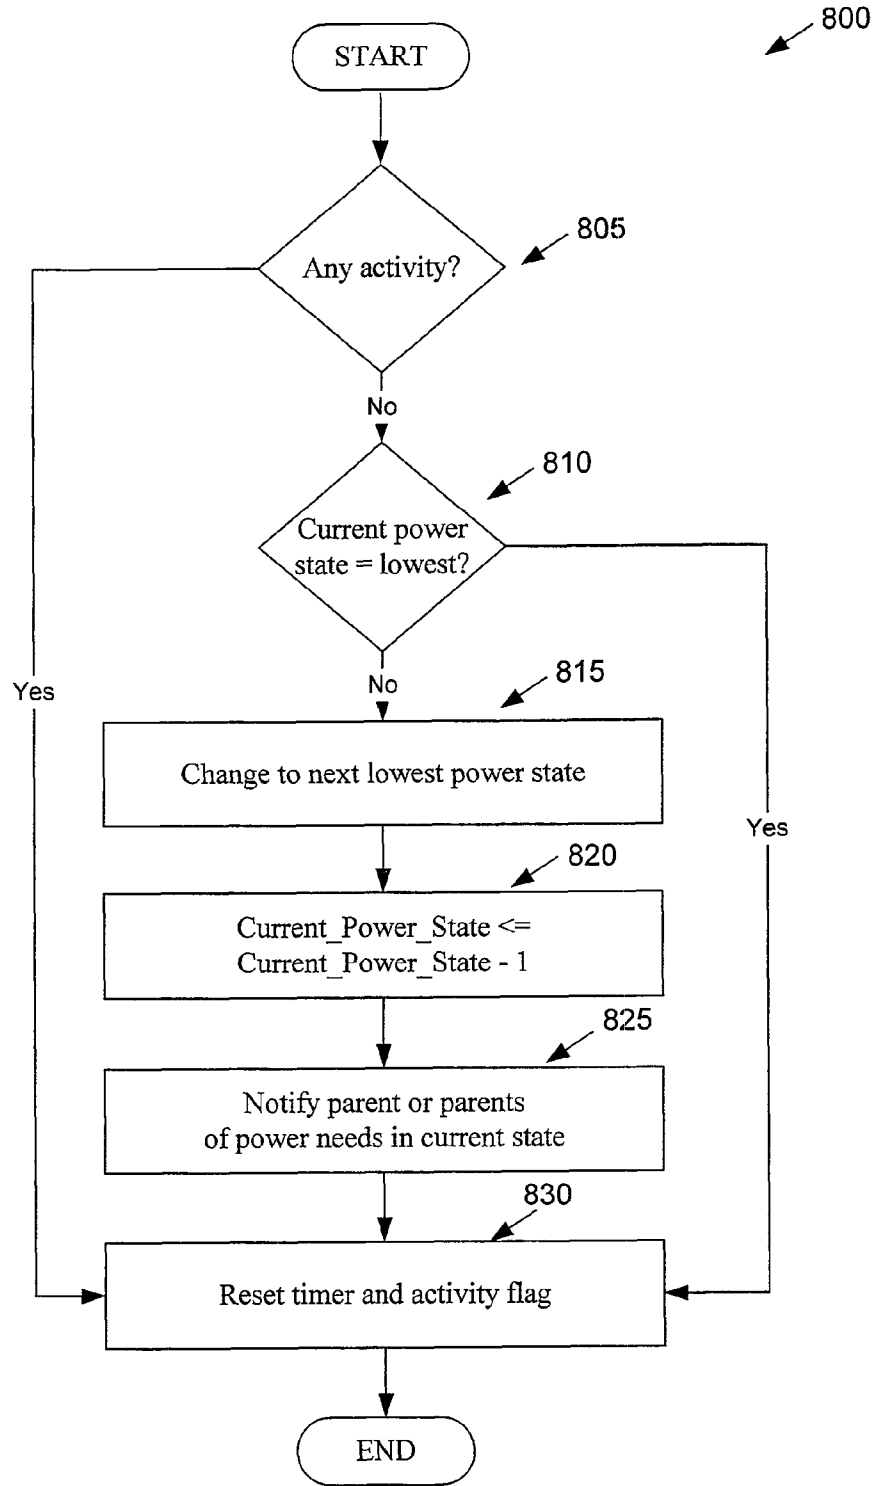 800
START
805
Any activity?
No
810
Current power
state = lowest?
No
815
Yes
Change to next lowest power state
Yes
820
Current_Power_State <=
Current_Power_State - 1
825
Notify parent or parents
of power needs in current state
830
Reset timer and activity flag
END